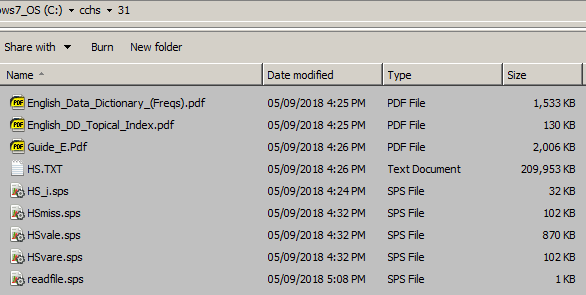 ows7_OS (C:) ▾ cchs ▾ 31
Share with ▼ Burn New folder
Name Date modified Type Size
English_Data_Dictionary_(Freqs).pdf 05/09/2018 4:25 PM PDF File 1,533 KB
English_DD_Topical_Index.pdf 05/09/2018 4:25 PM PDF File 130 KB
Guide_E.Pdf 05/09/2018 4:26 PM PDF File 2,006 KB
HS.TXT 05/09/2018 4:26 PM Text Document 209,953 KB
HS_i.sps 05/09/2018 4:24 PM SPS File 32 KB
HSmiss.sps 05/09/2018 4:32 PM SPS File 102 KB
HSvale.sps 05/09/2018 4:32 PM SPS File 870 KB
HSvare.sps 05/09/2018 4:32 PM SPS File 102 KB
readfile.sps 05/09/2018 5:08 PM SPS File 1 KB